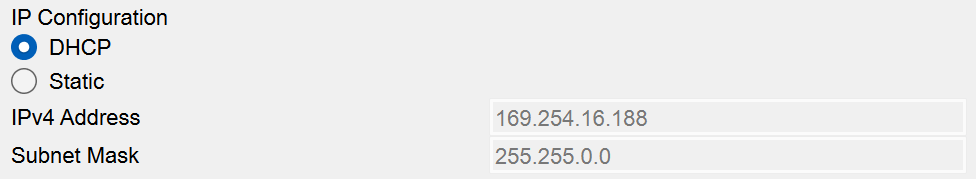 IP Configuration
DHCP
Static
IPv4 Address 169.254.16.188
Subnet Mask 255.255.0.0